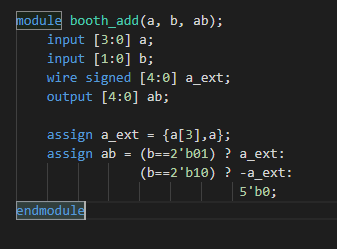 module booth_add(a, b, ab);
    input [3:0] a;
    input [1:0] b;
    wire signed [4:0] a_ext;
    output [4:0] ab;

    assign a_ext = {a[3],a};
    assign ab = (b==2'b01) ? a_ext:
                (b==2'b10) ? -a_ext:
                             5'b0;
endmodule